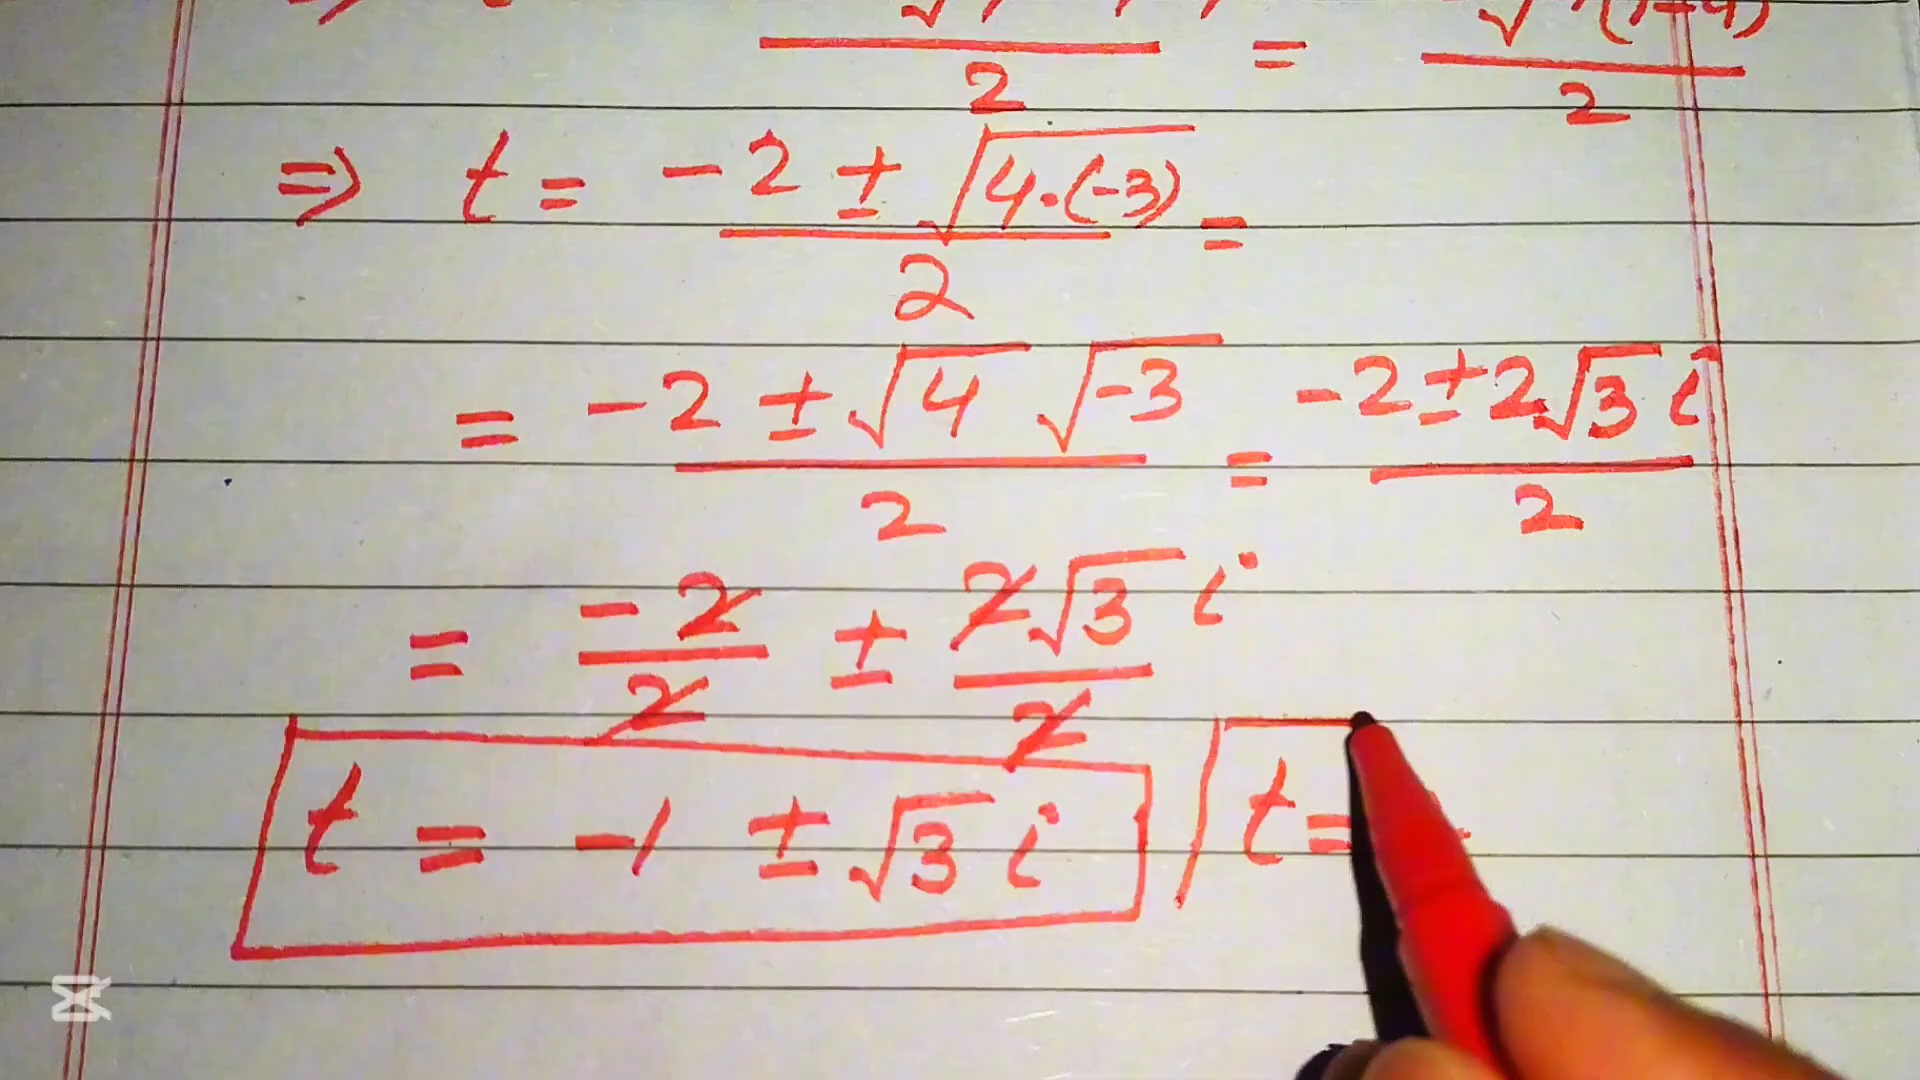 2 = 2
⇒ t = -2 ± √4·(-3) / 2 =
= -2 ± √4 √-3 / 2 = -2 ± 2√3 i / 2
= -2/2 ± 2√3 i / 2
t = -1 ± √3 i t =